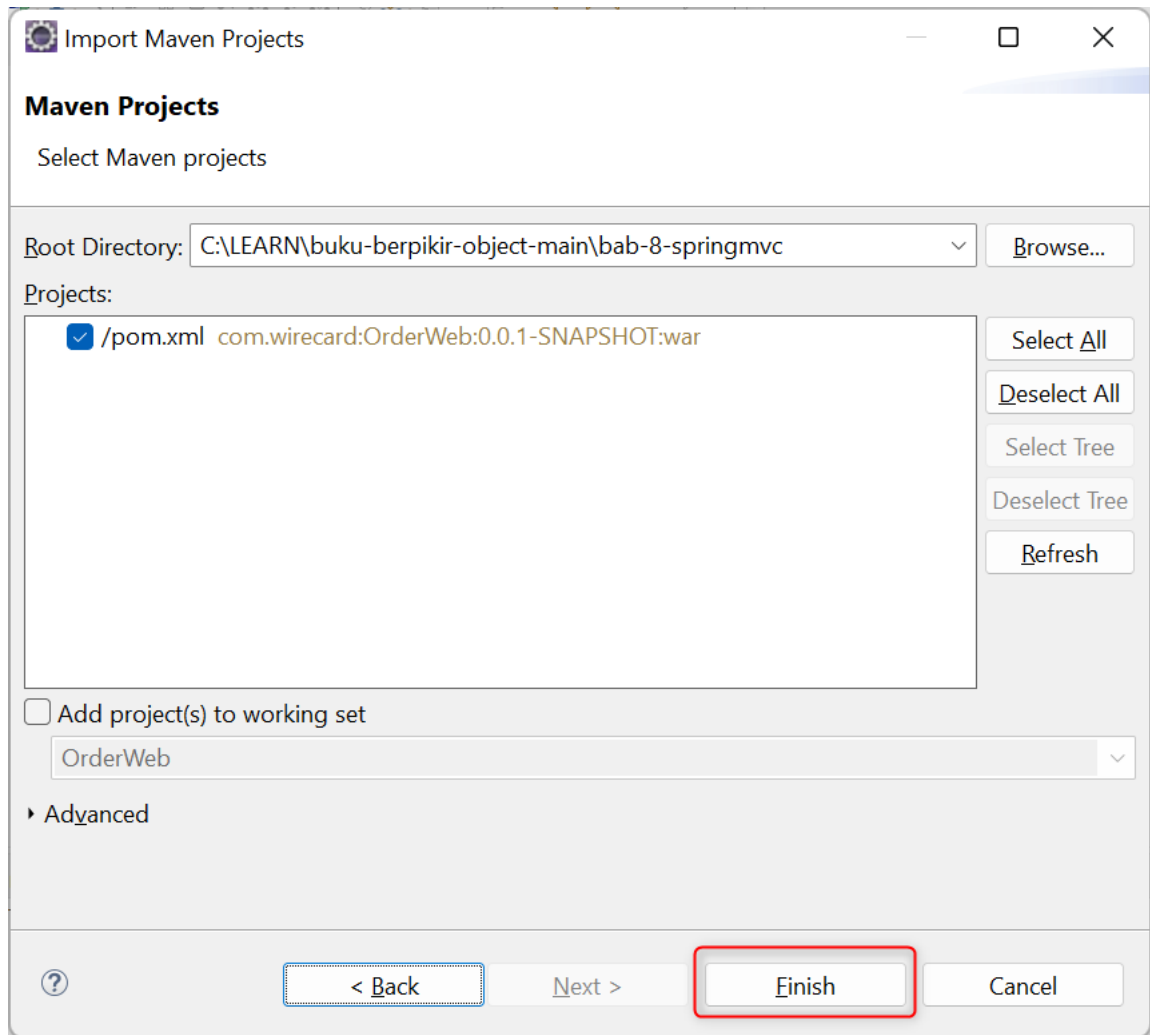 Import Maven Projects
Maven Projects
Select Maven projects
Root Directory: C:\LEARN\buku-berpikir-object-main\bab-8-springmvc Browse...
Projects:
/pom.xml com.wirecard:OrderWeb:0.0.1-SNAPSHOT:war
Select All
Deselect All
Select Tree
Deselect Tree
Refresh
Add project(s) to working set
OrderWeb
Advanced
? < Back Next > Finish Cancel